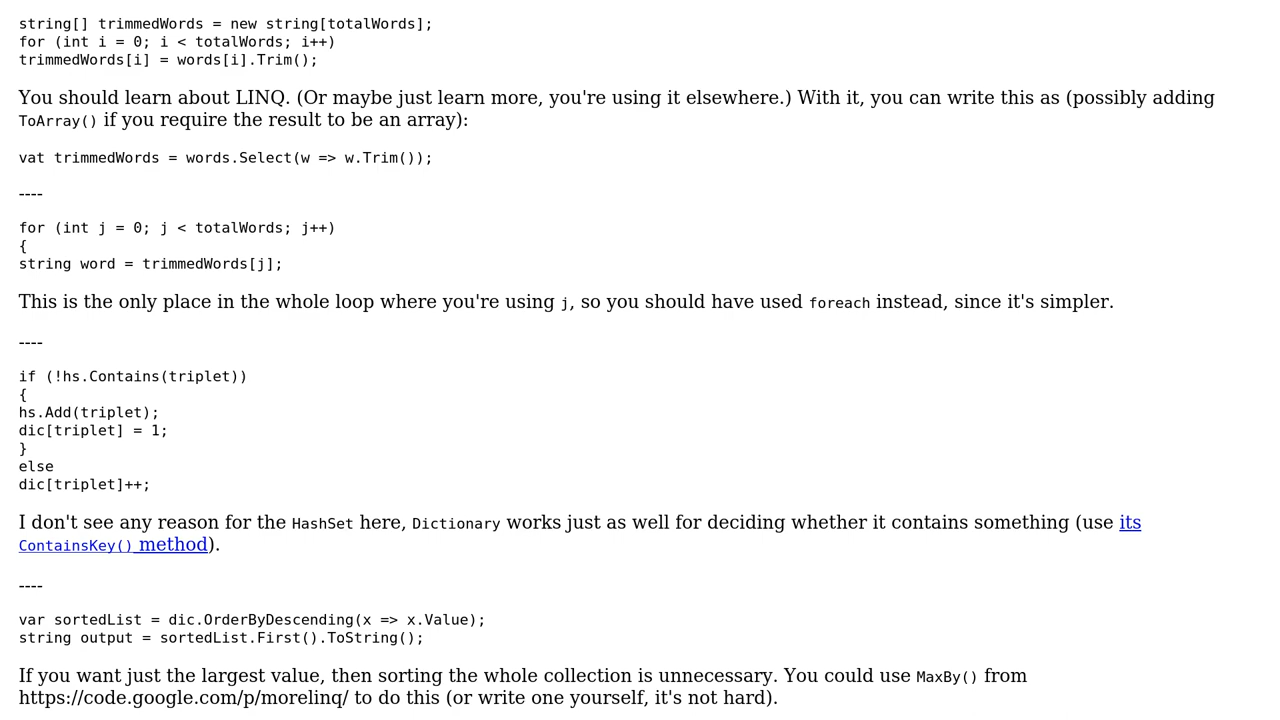 string[] trimmedWords = new string[totalWords];
for (int i = 0; i < totalWords; i++)
trimmedWords[i] = words[i].Trim();
You should learn about LINQ. (Or maybe just learn more, you're using it elsewhere.) With it, you can write this as (possibly adding
ToArray() if you require the result to be an array):
vat trimmedWords = words.Select(w => w.Trim());
----
for (int j = 0; j < totalWords; j++)
{
string word = trimmedWords[j];
This is the only place in the whole loop where you're using j, so you should have used foreach instead, since it's simpler.
----
if (!hs.Contains(triplet))
{
hs.Add(triplet);
dic[triplet] = 1;
}
else
dic[triplet]++;
I don't see any reason for the HashSet here, Dictionary works just as well for deciding whether it contains something (use its
ContainsKey() method).
----
var sortedList = dic.OrderByDescending(x => x.Value);
string output = sortedList.First().ToString();
If you want just the largest value, then sorting the whole collection is unnecessary. You could use MaxBy() from
https://code.google.com/p/morelinq/ to do this (or write one yourself, it's not hard).